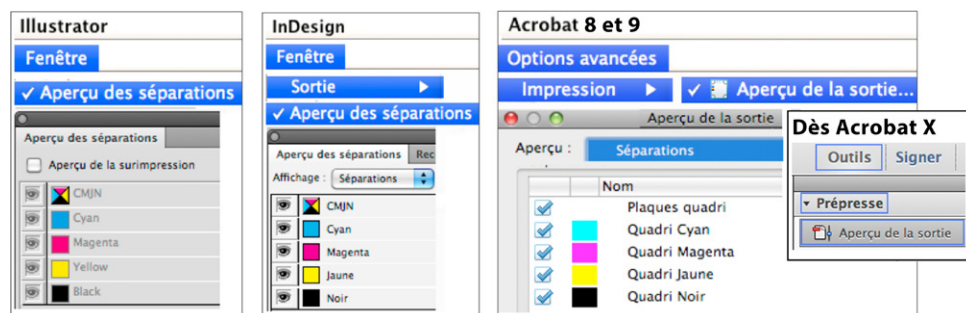 Illustrator
Fenêtre
✓ Aperçu des séparations
Aperçu des séparations
Aperçu de la surimpression
CMJN
Cyan
Magenta
Yellow
Black
InDesign
Fenêtre
Sortie
✓ Aperçu des séparations
Aperçu des séparations Rec
Affichage : Séparations
CMJN
Cyan
Magenta
Jaune
Noir
Acrobat 8 et 9
Options avancées
Impression ✓ Aperçu de la sortie...
Aperçu de la sortie
Aperçu : Séparations
Nom
Plaques quadri
Quadri Cyan
Quadri Magenta
Quadri Jaune
Quadri Noir
Dès Acrobat X
Outils Signer
Prépresse
Aperçu de la sortie